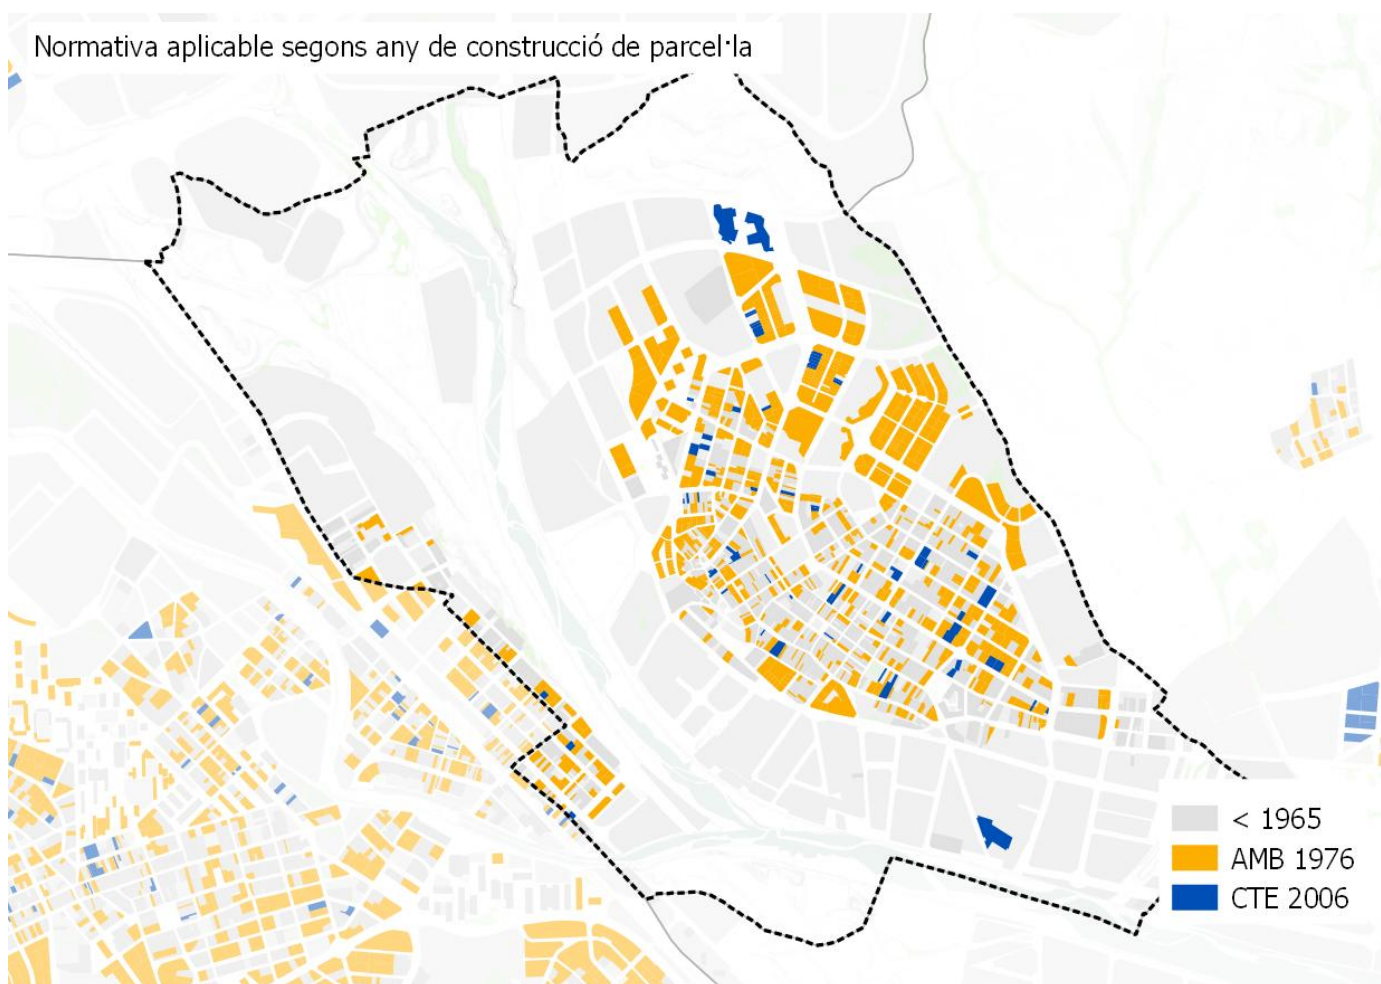 Normativa aplicable segons any de construcció de parcel·la
< 1965
AMB 1976
CTE 2006